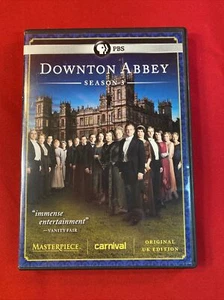 PBS
DOWNTON ABBEY
SEASON 3
"immense
entertainment"
—VANITY FAIR
MASTERPIECE.
carnival
ORIGINAL
UK EDITION